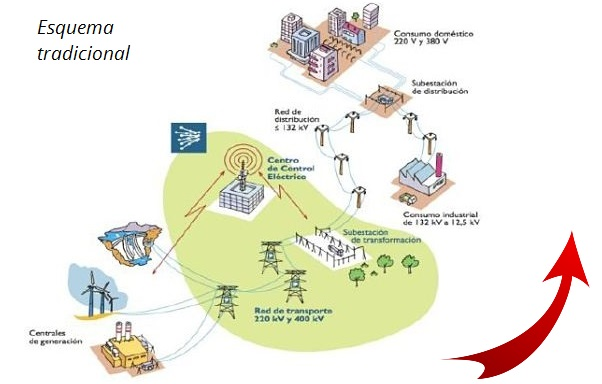 Esquema
tradicional
Consumo doméstico
220 V y 380 V
Subestación
de distribución
Red de
distribución
≤ 132 kV
Centro
de Control
Eléctrico
Consumo industrial
de 132 kV a 12,5 kV
Subestación
de transformación
Red de transporte
220 kV y 400 kV
Centrales
de generación